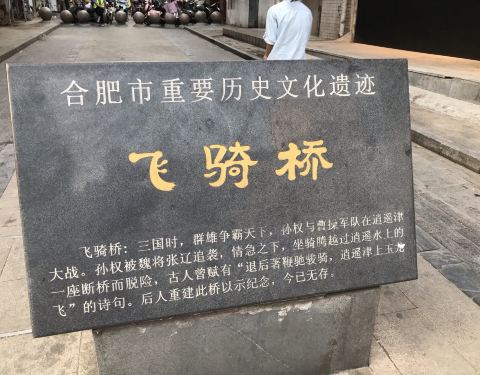 合肥市重要历史文化遗迹
飞骑桥
飞骑桥：三国时，群雄争霸天下，孙权与曹操军队在逍遥津
大战。孙权被魏将张辽追袭，情急之下，坐骑腾越过逍遥水上的
一座断桥而脱险，古人曾赋有“退后著鞭驰骏骑，逍遥津上玉龙
飞”的诗句。后人重建此桥以示纪念，今已无存。